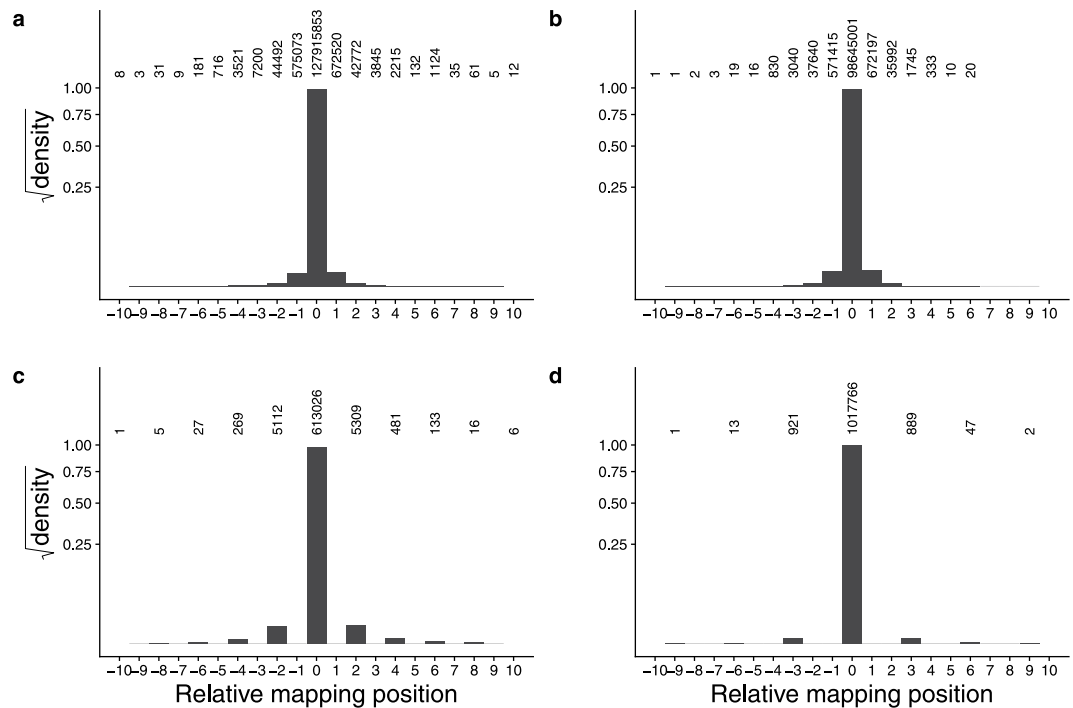 a
8 3 31 9 181 716 3521 7200 44492 575073 127915853 672520 42772 3845 2215 132 1124 35 61 5 12
1.00
0.75
0.50
0.25
√density
−10 −9 −8 −7 −6 −5 −4 −3 −2 −1 0 1 2 3 4 5 6 7 8 9 10
b
1 1 2 3 19 16 830 3040 37640 571415 98645001 672197 35992 1745 333 10 20
1.00
0.75
0.50
0.25
−10 −9 −8 −7 −6 −5 −4 −3 −2 −1 0 1 2 3 4 5 6 7 8 9 10
c
1 5 27 269 5112 613026 5309 481 133 16 6
1.00
0.75
0.50
0.25
√density
−10 −9 −8 −7 −6 −5 −4 −3 −2 −1 0 1 2 3 4 5 6 7 8 9 10
Relative mapping position
d
1 13 921 1017766 889 47 2
1.00
0.75
0.50
0.25
−10 −9 −8 −7 −6 −5 −4 −3 −2 −1 0 1 2 3 4 5 6 7 8 9 10
Relative mapping position